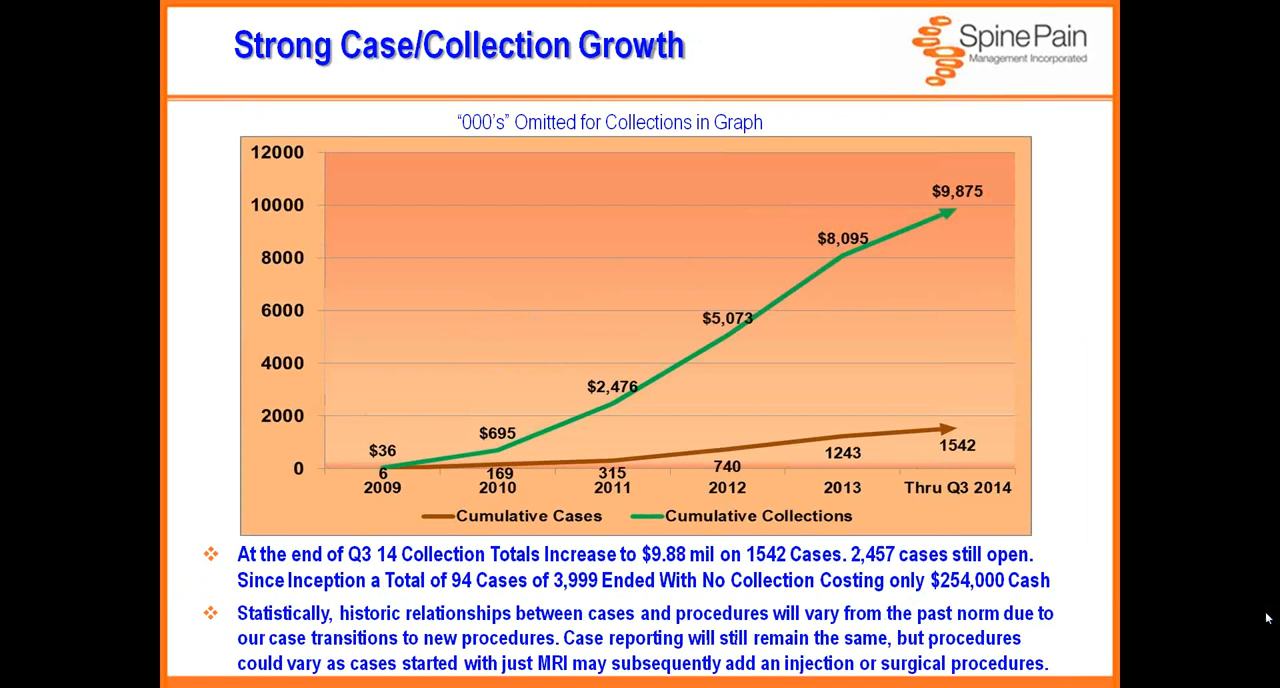 Strong Case/Collection Growth
SpinePain
Management Incorporated
“000’s” Omitted for Collections in Graph
12000
10000
8000
6000
4000
2000
0
$36
$695
$2,476
$5,073
$8,095
$9,875
6
169
315
740
1243
1542
2009
2010
2011
2012
2013
Thru Q3 2014
Cumulative Cases
Cumulative Collections
At the end of Q3 14 Collection Totals Increase to $9.88 mil on 1542 Cases. 2,457 cases still open.
Since Inception a Total of 94 Cases of 3,999 Ended With No Collection Costing only $254,000 Cash
Statistically, historic relationships between cases and procedures will vary from the past norm due to
our case transitions to new procedures. Case reporting will still remain the same, but procedures
could vary as cases started with just MRI may subsequently add an injection or surgical procedures.